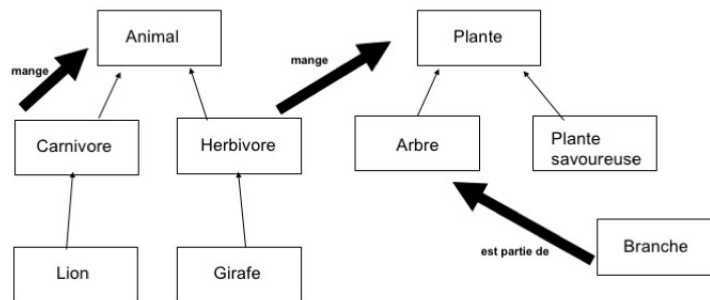 Animal
Plante
mange
mange
Carnivore
Herbivore
Arbre
Plante
savoureuse
est partie de
Branche
Lion
Girafe